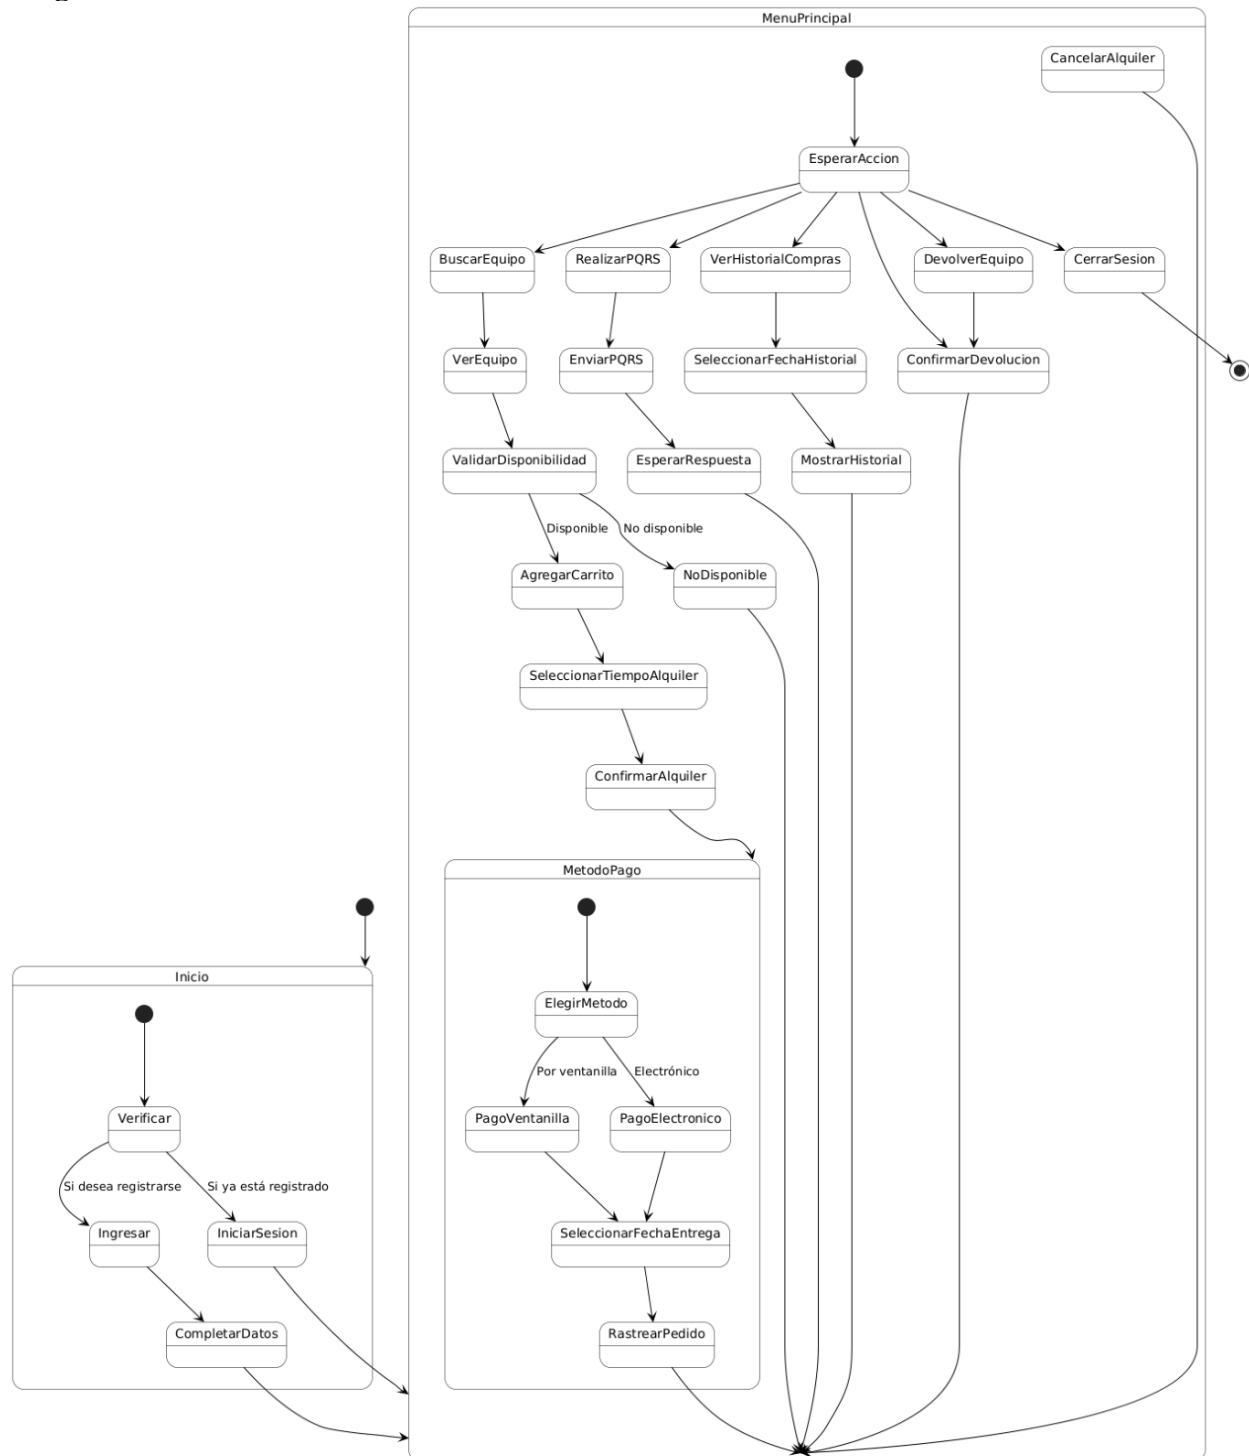 MenuPrincipal
CancelarAlquiler
EsperarAccion
BuscarEquipo
RealizarPQRS
VerHistorialCompras
DevolverEquipo
CerrarSesion
VerEquipo
EnviarPQRS
SeleccionarFechaHistorial
ConfirmarDevolucion
ValidarDisponibilidad
EsperarRespuesta
MostrarHistorial
Disponible
No disponible
AgregarCarrito
NoDisponible
SeleccionarTiempoAlquiler
ConfirmarAlquiler
MetodoPago
Inicio
ElegirMetodo
Por ventanilla
Electrónico
Verificar
PagoVentanilla
PagoElectronico
Si desea registrarse
Si ya está registrado
Ingresar
IniciarSesion
SeleccionarFechaEntrega
CompletarDatos
RastrearPedido